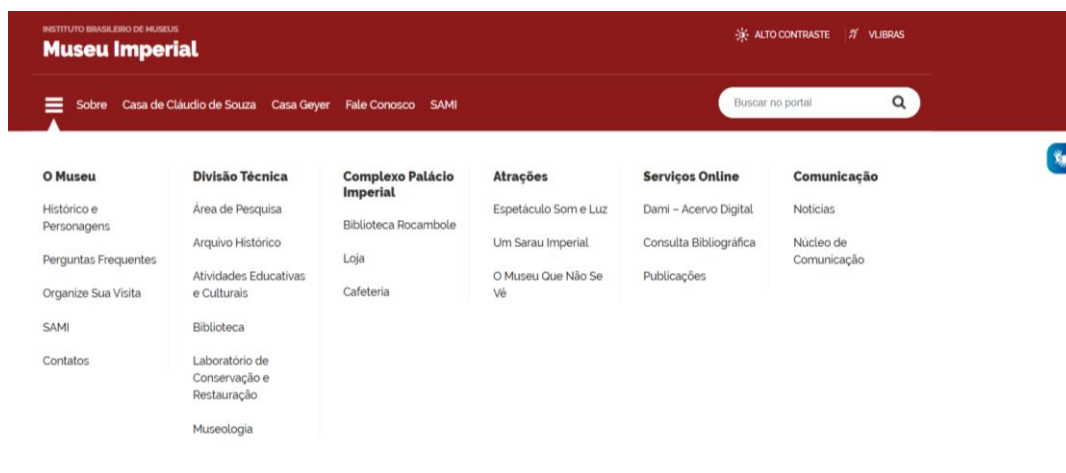 INSTITUTO BRASILEIRO DE MUSEUS
Museu Imperial
ALTO CONTRASTE
VLIBRAS
Sobre Casa de Cláudio de Souza Casa Geyer Fale Conosco SAMI
Buscar no portal
O Museu
Histórico e
Personagens
Perguntas Frequentes
Organize Sua Visita
SAMI
Contatos
Divisão Técnica
Área de Pesquisa
Arquivo Histórico
Atividades Educativas
e Culturais
Biblioteca
Laboratório de
Conservação e
Restauração
Museologia
Complexo Palácio
Imperial
Biblioteca Rocambole
Loja
Cafeteria
Atrações
Espetáculo Som e Luz
Um Sarau Imperial
O Museu Que Não Se
Vê
Serviços Online
Dami – Acervo Digital
Consulta Bibliográfica
Publicações
Comunicação
Notícias
Núcleo de
Comunicação